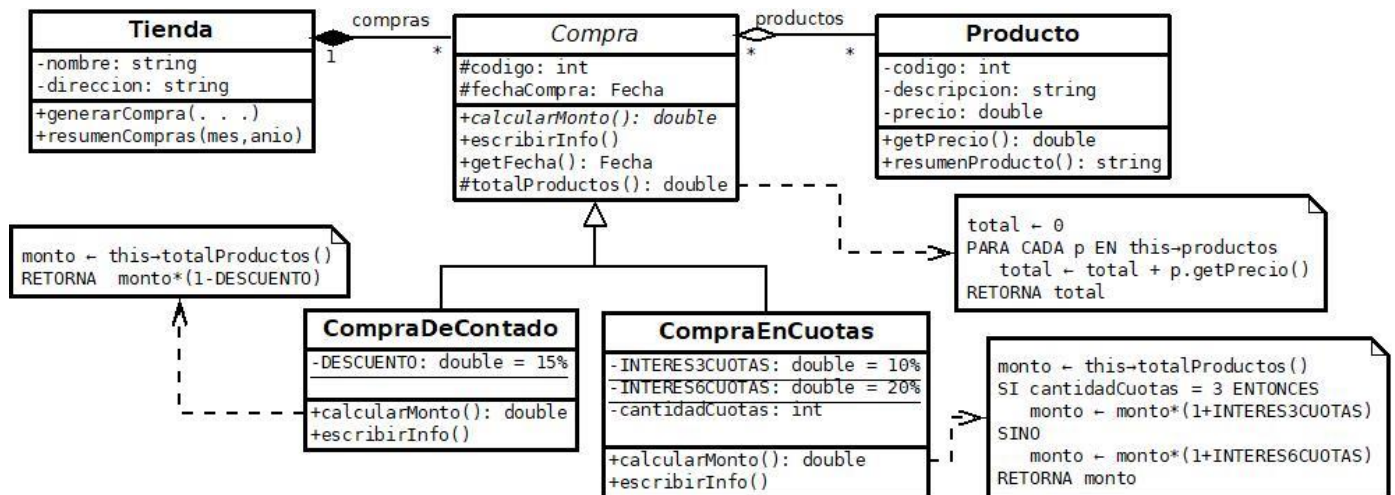 Tienda
-nombre: string
-direccion: string
+generarCompra(. . .)
+resumenCompras(mes,anio)
compras
1
*
Compra
#codigo: int
#fechaCompra: Fecha
+calcularMonto(): double
+escribirInfo()
+getFecha(): Fecha
#totalProductos(): double
productos
*
*
Producto
-codigo: int
-descripcion: string
-precio: double
+getPrecio(): double
+resumenProducto(): string
total ← 0
PARA CADA p EN this→productos
total ← total + p.getPrecio()
RETORNA total
monto ← this→totalProductos()
RETORNA monto*(1-DESCUENTO)
CompraDeContado
-DESCUENTO: double = 15%
+calcularMonto(): double
+escribirInfo()
CompraEnCuotas
-INTERES3CUOTAS: double = 10%
-INTERES6CUOTAS: double = 20%
-cantidadCuotas: int
+calcularMonto(): double
+escribirInfo()
monto ← this→totalProductos()
SI cantidadCuotas = 3 ENTONCES
monto ← monto*(1+INTERES3CUOTAS)
SINO
monto ← monto*(1+INTERES6CUOTAS)
RETORNA monto